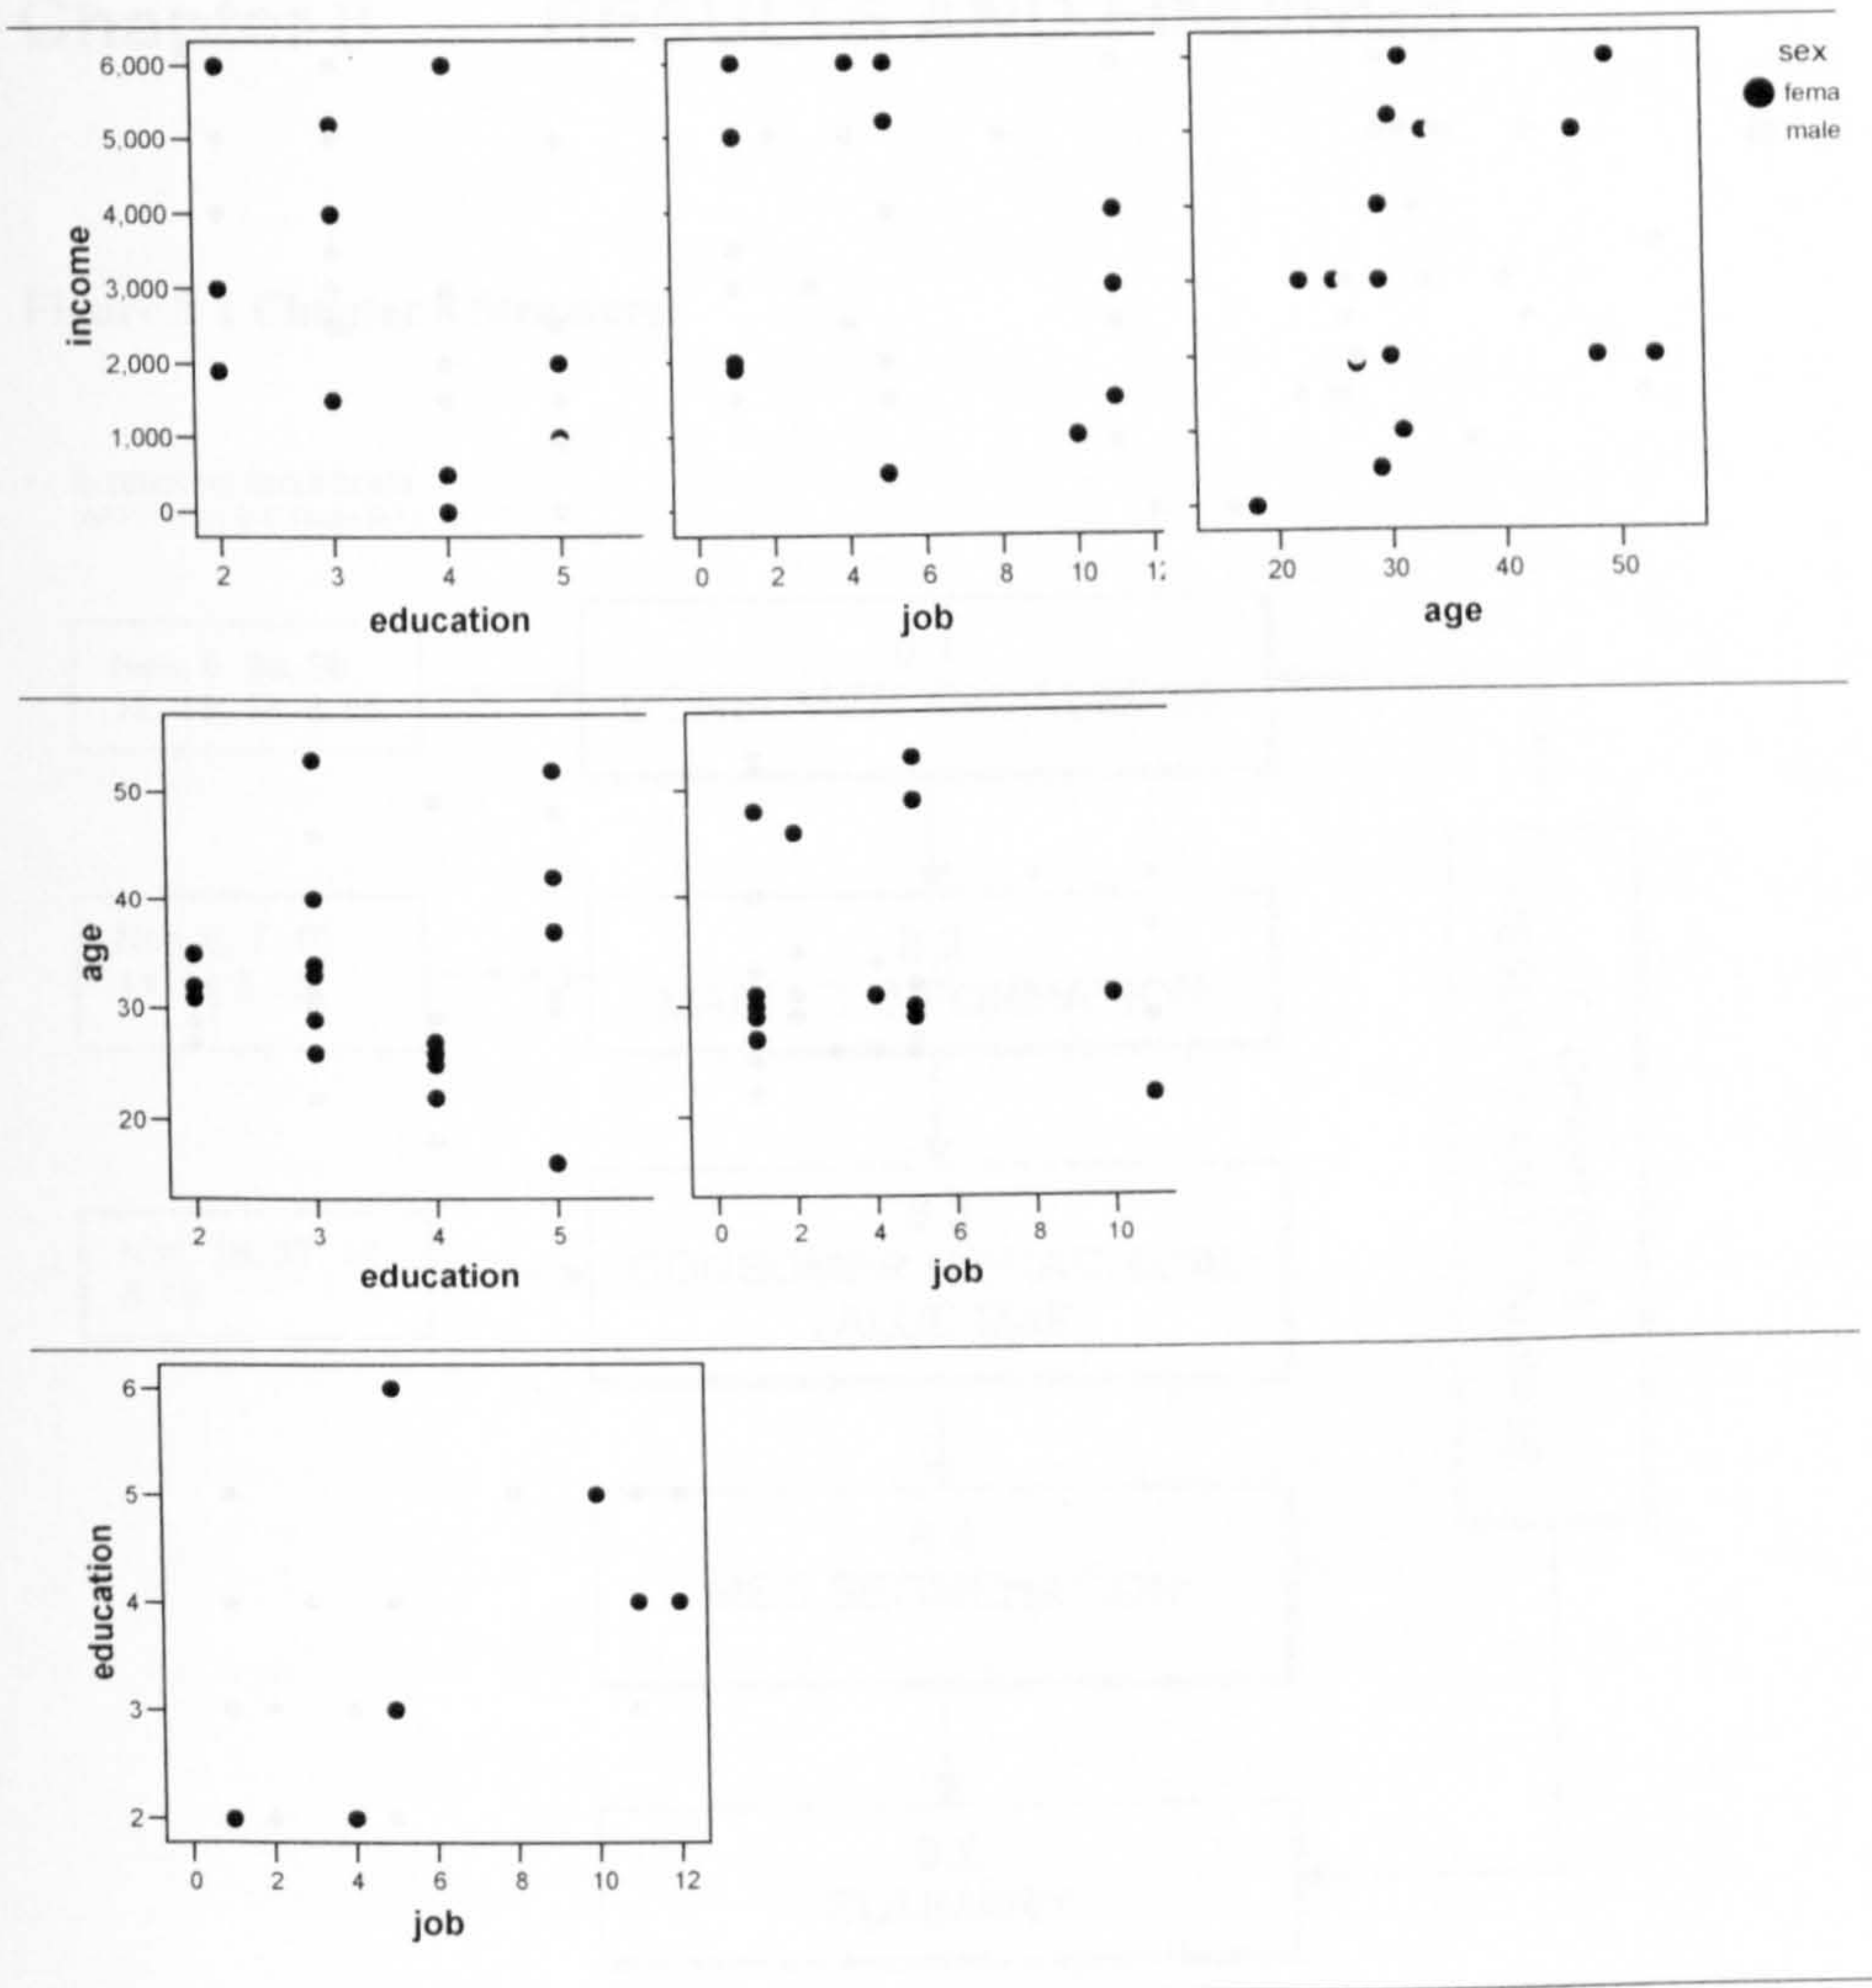 6,000
5,000
4,000
3,000
2,000
1,000
0
income
2 3 4 5
education
0 2 4 6 8 10
job
20 30 40 50
age
sex
fema
male
50
40
30
20
age
2 3 4 5
education
0 2 4 6 8 10
job
6
5
4
3
2
education
0 2 4 6 8 10 12
job